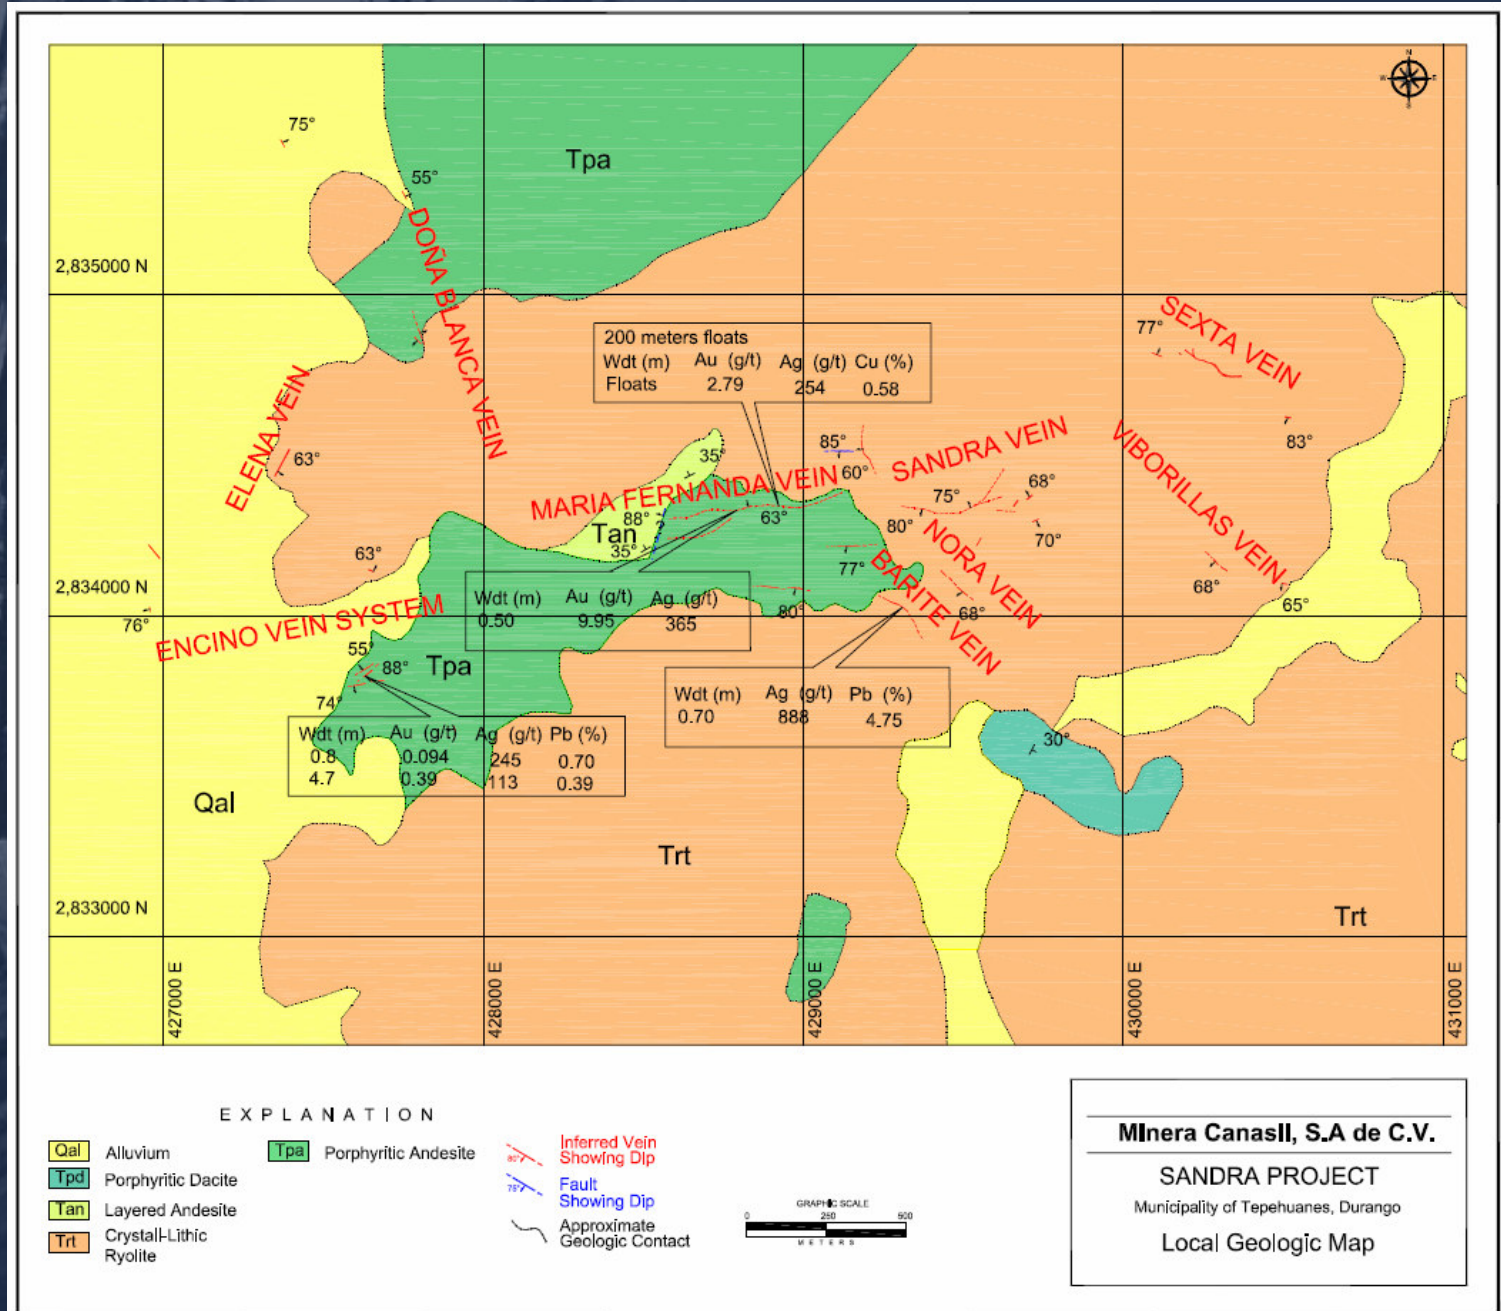 N
W E
S
75°
Tpa
55°
DOÑA BLANCA VEIN
2,835000 N
77°
SEXTA VEIN
200 meters floats
Wdt (m) Au (g/t) Ag (g/t) Cu (%)
Floats 2.79 254 0.58
ELENA VEIN
63°
83°
85°
60°
SANDRA VEIN
VIBORILLAS VEIN
35°
MARIA FERNANDA VEIN
68°
75°
88°
63°
80°
Tan
35°
70°
NORA VEIN
63°
77°
BARITE VEIN
68°
2,834000 N
Wdt (m) Au (g/t) Ag (g/t)
0.50 9.95 365
80°
68°
65°
76°
ENCINO VEIN SYSTEM
55°
88°
Tpa
74°
Wdt (m) Ag (g/t) Pb (%)
0.70 888 4.75
Wdt (m) Au (g/t) Ag (g/t) Pb (%)
0.8 0.094 245 0.70
4.7 0.39 113 0.39
30°
Qal
Trt
2,833000 N
Trt
427000 E
428000 E
429000 E
430000 E
431000 E
EXPLANATION
Qal Alluvium
Tpd Porphyritic Dacite
Tan Layered Andesite
Trt Crystall-Lithic
Ryolite
Tpa Porphyritic Andesite
80°
Inferred Vein
Showing Dip
75°
Fault
Showing Dip
Approximate
Geologic Contact
GRAPHIC SCALE
0 250 500
METERS
Minera Canasil, S.A de C.V.
SANDRA PROJECT
Municipality of Tepehuanes, Durango
Local Geologic Map